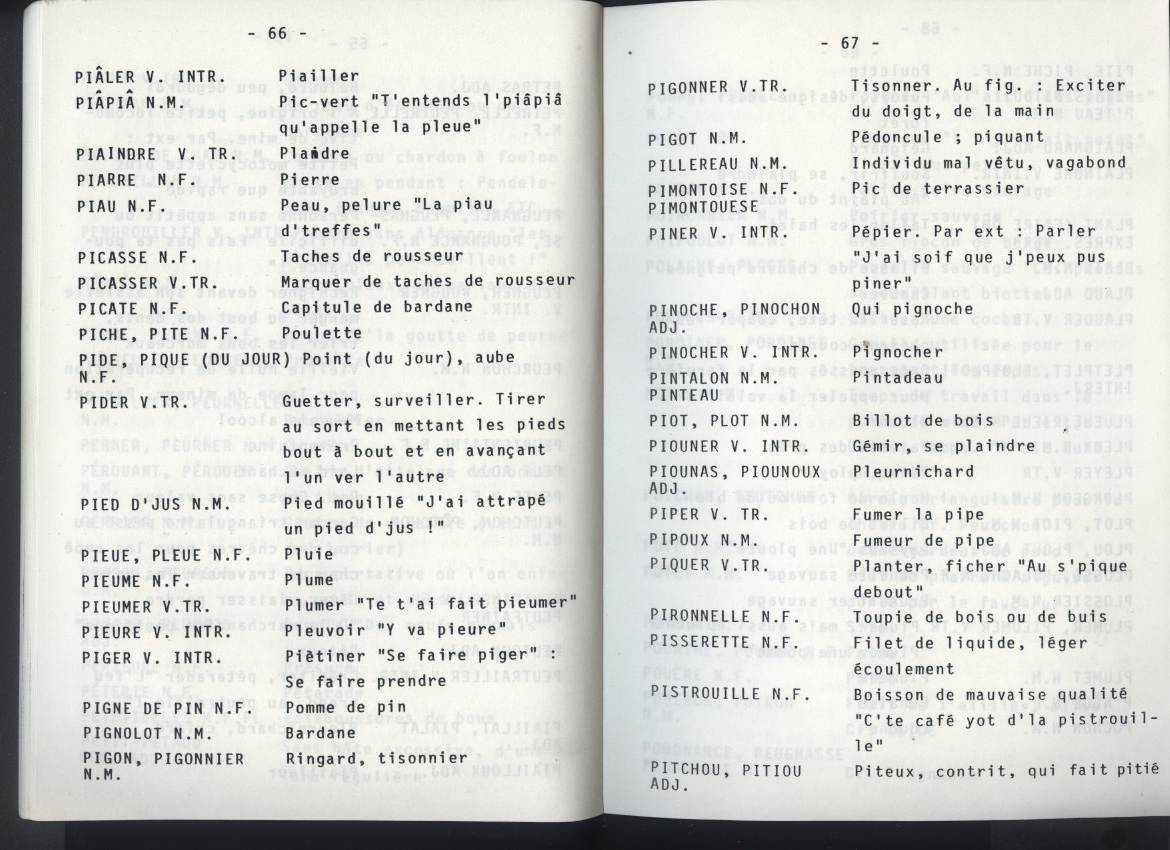 - 66 -
PIÂLER V. INTR. Piailler
PIÂPIÂ N.M. Pic-vert "T'entends l'piâpiâ
qu'appelle la pleue"
PIAINDRE V. TR. Plaindre
PIARRE N.F. Pierre
PIAU N.F. Peau, pelure "La piau
d'treffes"
PICASSE N.F. Taches de rousseur
PICASSER V.TR. Marquer de taches de rousseur
PICATE N.F. Capitule de bardane
PICHE, PITE N.F. Poulette
PIDE, PIQUE (DU JOUR) Point (du jour), aube
N.F.
PIDER V.TR. Guetter, surveiller. Tirer
au sort en mettant les pieds
bout à bout et en avançant
l'un ver l'autre
PIED D'JUS N.M. Pied mouillé "J'ai attrapé
un pied d'jus !"
PIEUE, PLEUE N.F. Pluie
PIEUME N.F. Plume
PIEUMER V.TR. Plumer "Te t'ai fait pieumer"
PIEURE V. INTR. Pleuvoir "Y va pieure"
PIGER V. INTR. Piétiner "Se faire piger" :
Se faire prendre
PIGNE DE PIN N.F. Pomme de pin
PIGNOLOT N.M. Bardane
PIGON, PIGONNIER Ringard, tisonnier
N.M.
- 67 -
PIGONNER V.TR. Tisonner. Au fig. : Exciter
du doigt, de la main
PIGOT N.M. Pédoncule ; piquant
PILLEREAU N.M. Individu mal vêtu, vagabond
PIMONTOISE N.F. Pic de terrassier
PIMONTOUESE
PINER V. INTR. Pépier. Par ext : Parler
"J'ai soif que j'peux pus
piner"
PINOCHE, PINOCHON Qui pignoche
ADJ.
PINOCHER V. INTR. Pignocher
PINTALON N.M. Pintadeau
PINTEAU
PIOT, PLOT N.M. Billot de bois
PIOUNER V. INTR. Gémir, se plaindre
PIOUNAS, PIOUNOUX Pleurnichard
ADJ.
PIPER V. TR. Fumer la pipe
PIPOUX N.M. Fumeur de pipe
PIQUER V.TR. Planter, ficher "Au s'pique
debout"
PIRONNELLE N.F. Toupie de bois ou de buis
PISSERETTE N.F. Filet de liquide, léger
écoulement
PISTROUILLE N.F. Boisson de mauvaise qualité
"C'te café yot d'la pistrouil-
le"
PITCHOU, PITIOU Piteux, contrit, qui fait pitié
ADJ.